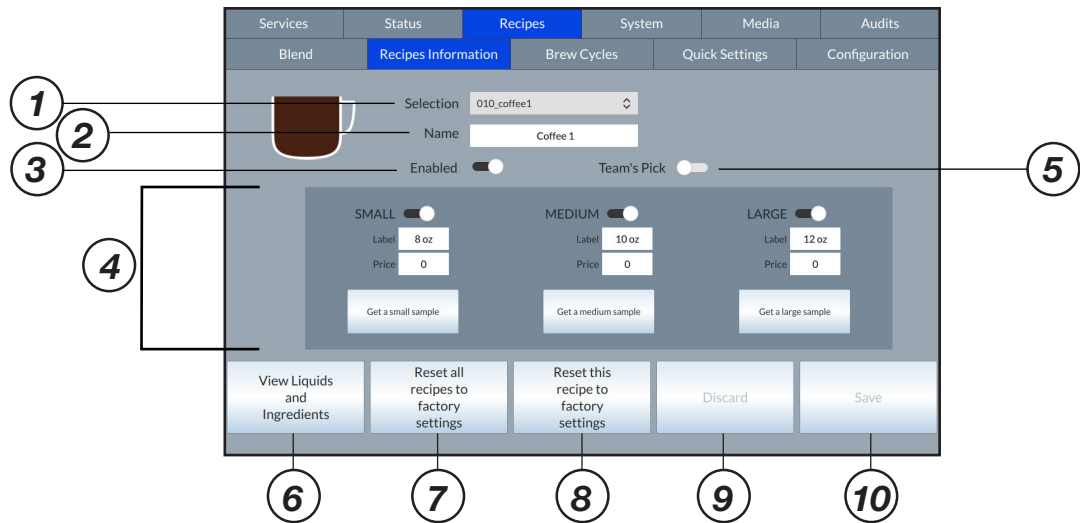 Services Status Recipes System Media Audits
Blend Recipes Information Brew Cycles Quick Settings Configuration
1 Selection 010_coffee1
2 Name Coffee 1
3 Enabled Team's Pick 5
4
SMALL MEDIUM LARGE
Label 8 oz Label 10 oz Label 12 oz
Price 0 Price 0 Price 0
Get a small sample Get a medium sample Get a large sample
View Liquids
and
Ingredients
Reset all
recipes to
factory
settings
Reset this
recipe to
factory
settings
Discard
Save
6 7 8 9 10